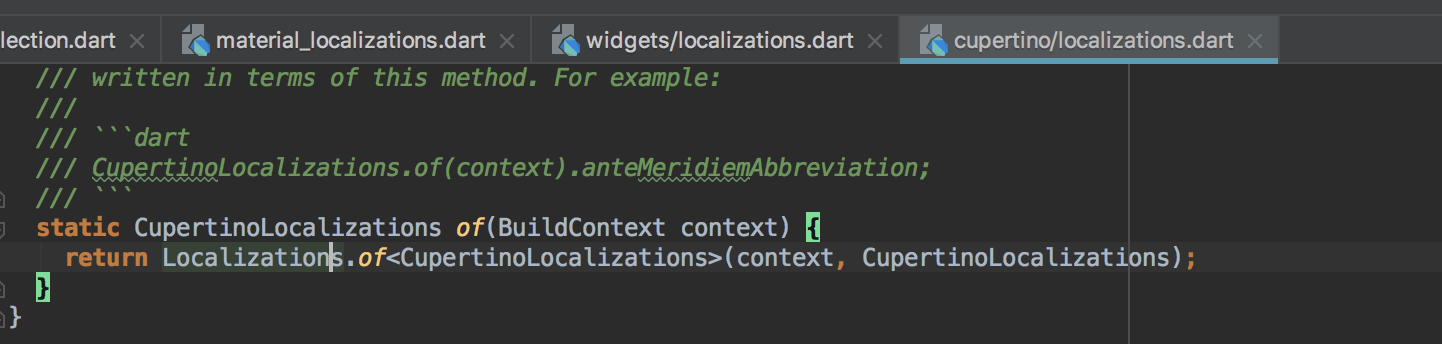 lection.dart
material_localizations.dart
widgets/localizations.dart
cupertino/localizations.dart
/// written in terms of this method. For example:
///
/// ```dart
/// CupertinoLocalizations.of(context).anteMeridiemAbbreviation;
/// ```
static CupertinoLocalizations of(BuildContext context) {
return Localizations.of<CupertinoLocalizations>(context, CupertinoLocalizations);
}
}